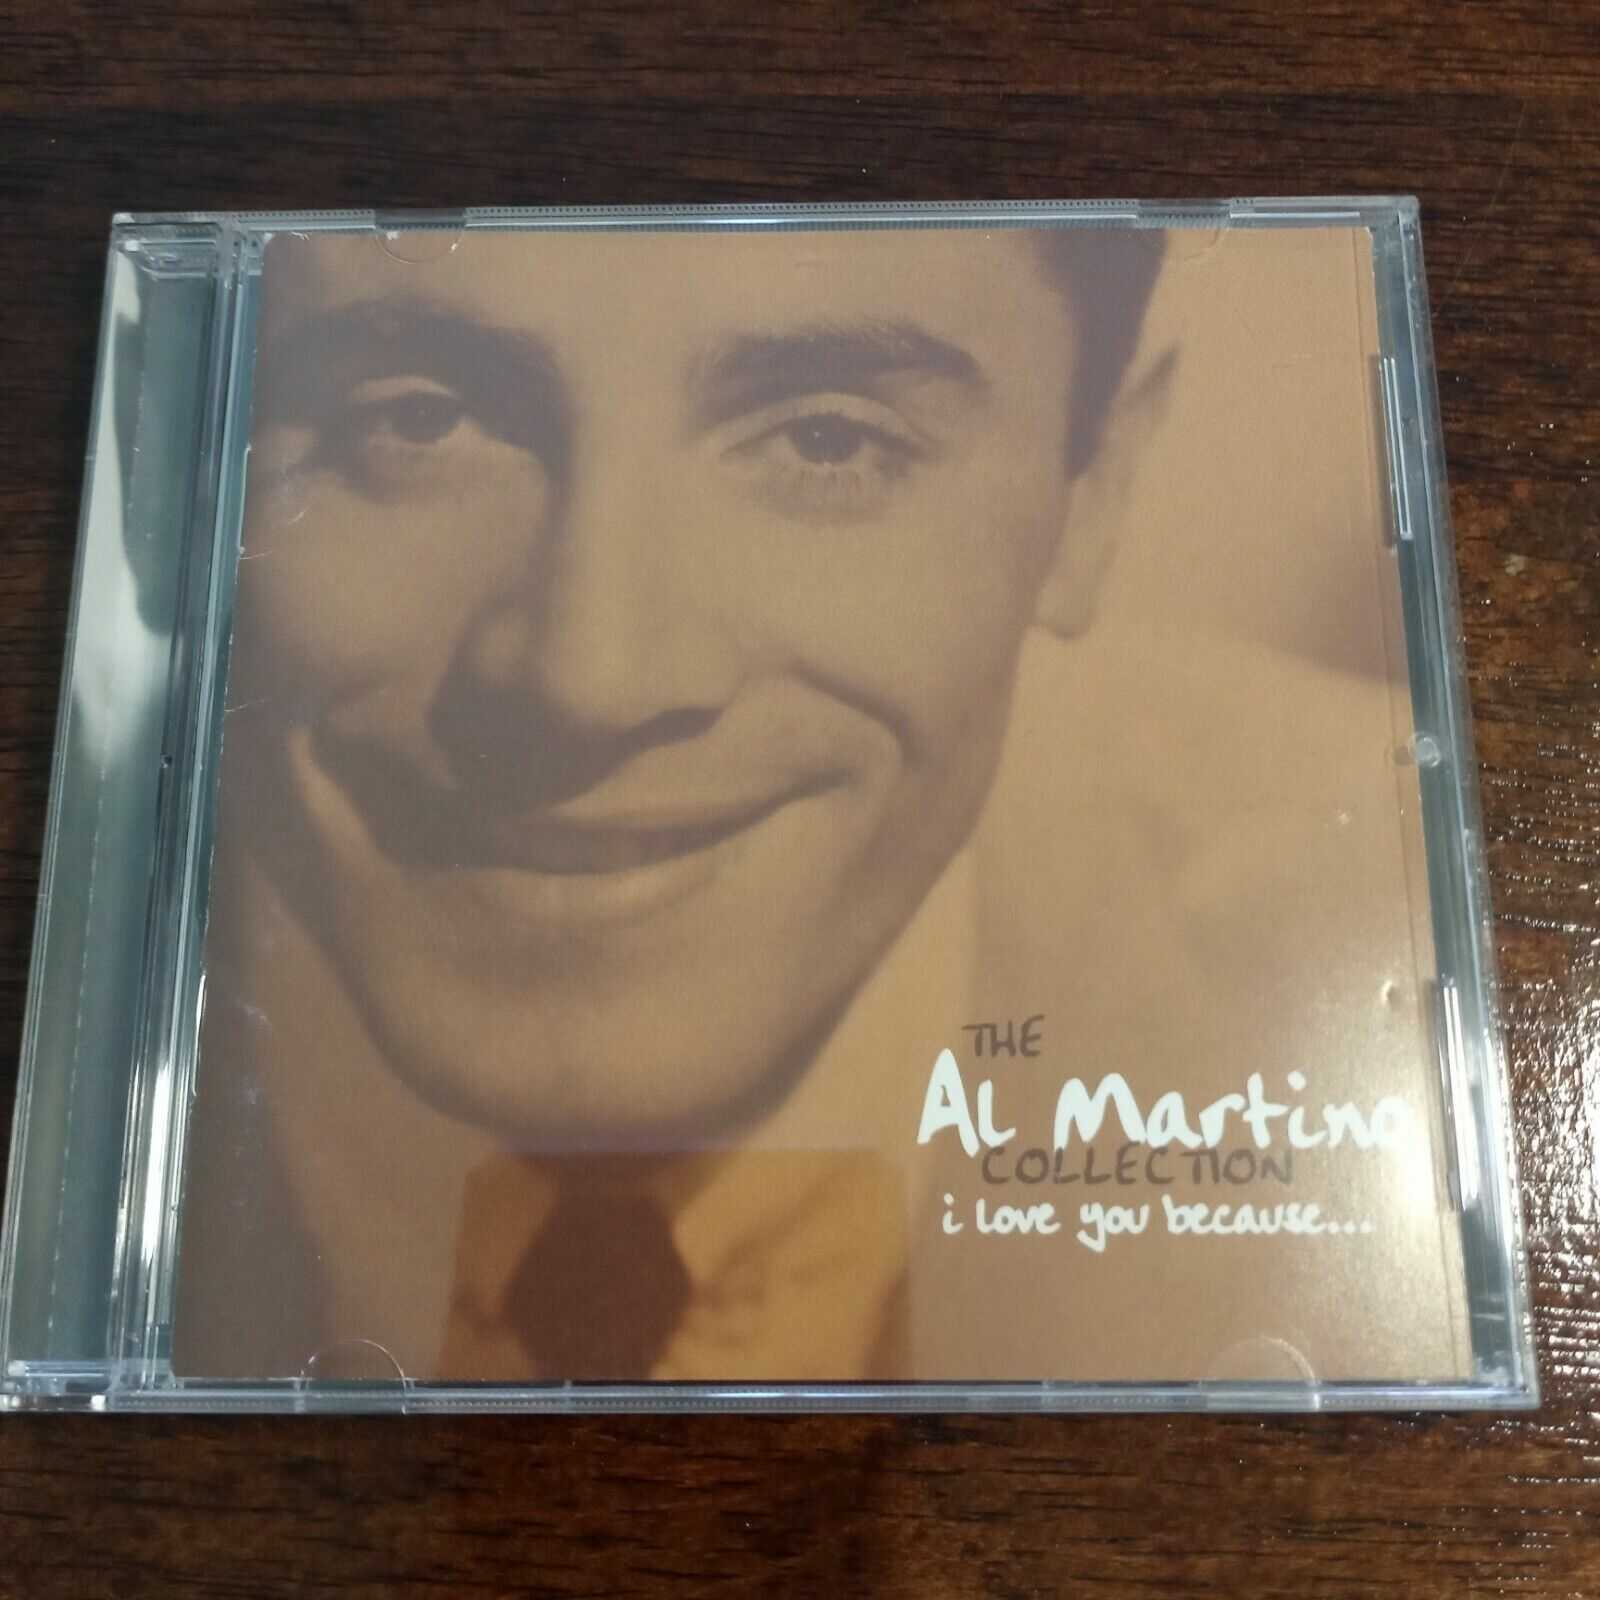 THE
AL Martino
COLLECTION
i love you because...